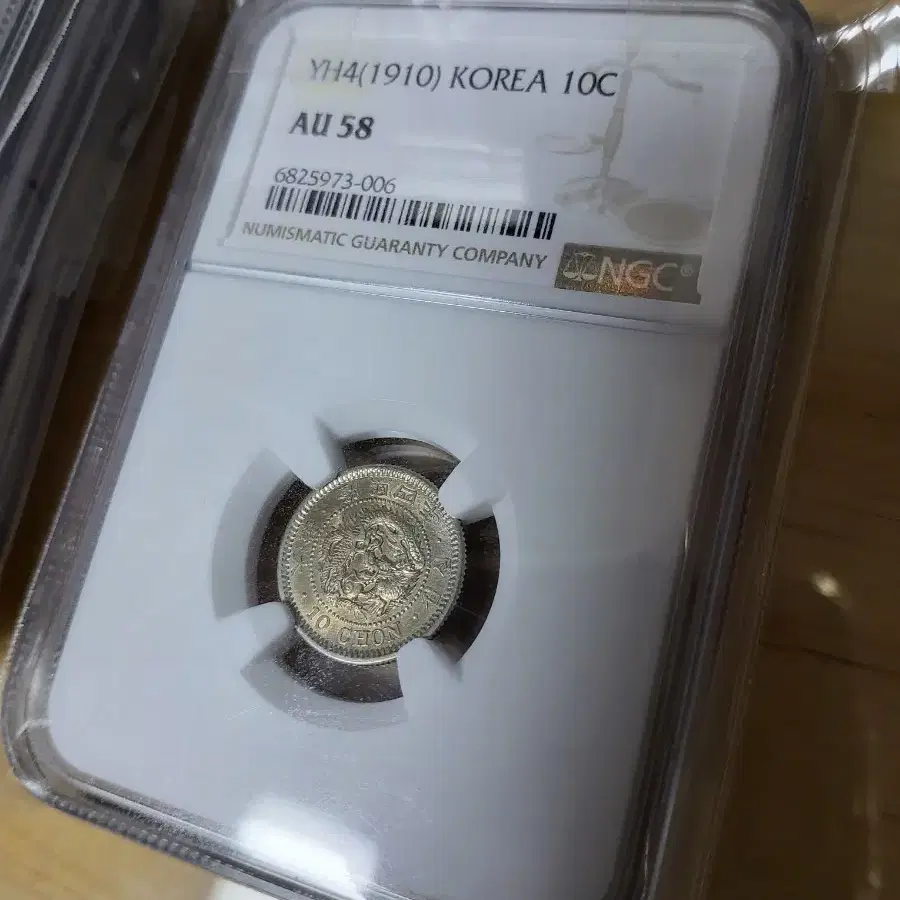 YH4(1910) KOREA 10C
AU 58
6825973-006
NUMISMATIC GUARANTY COMPANY
NGC®
10 CHON